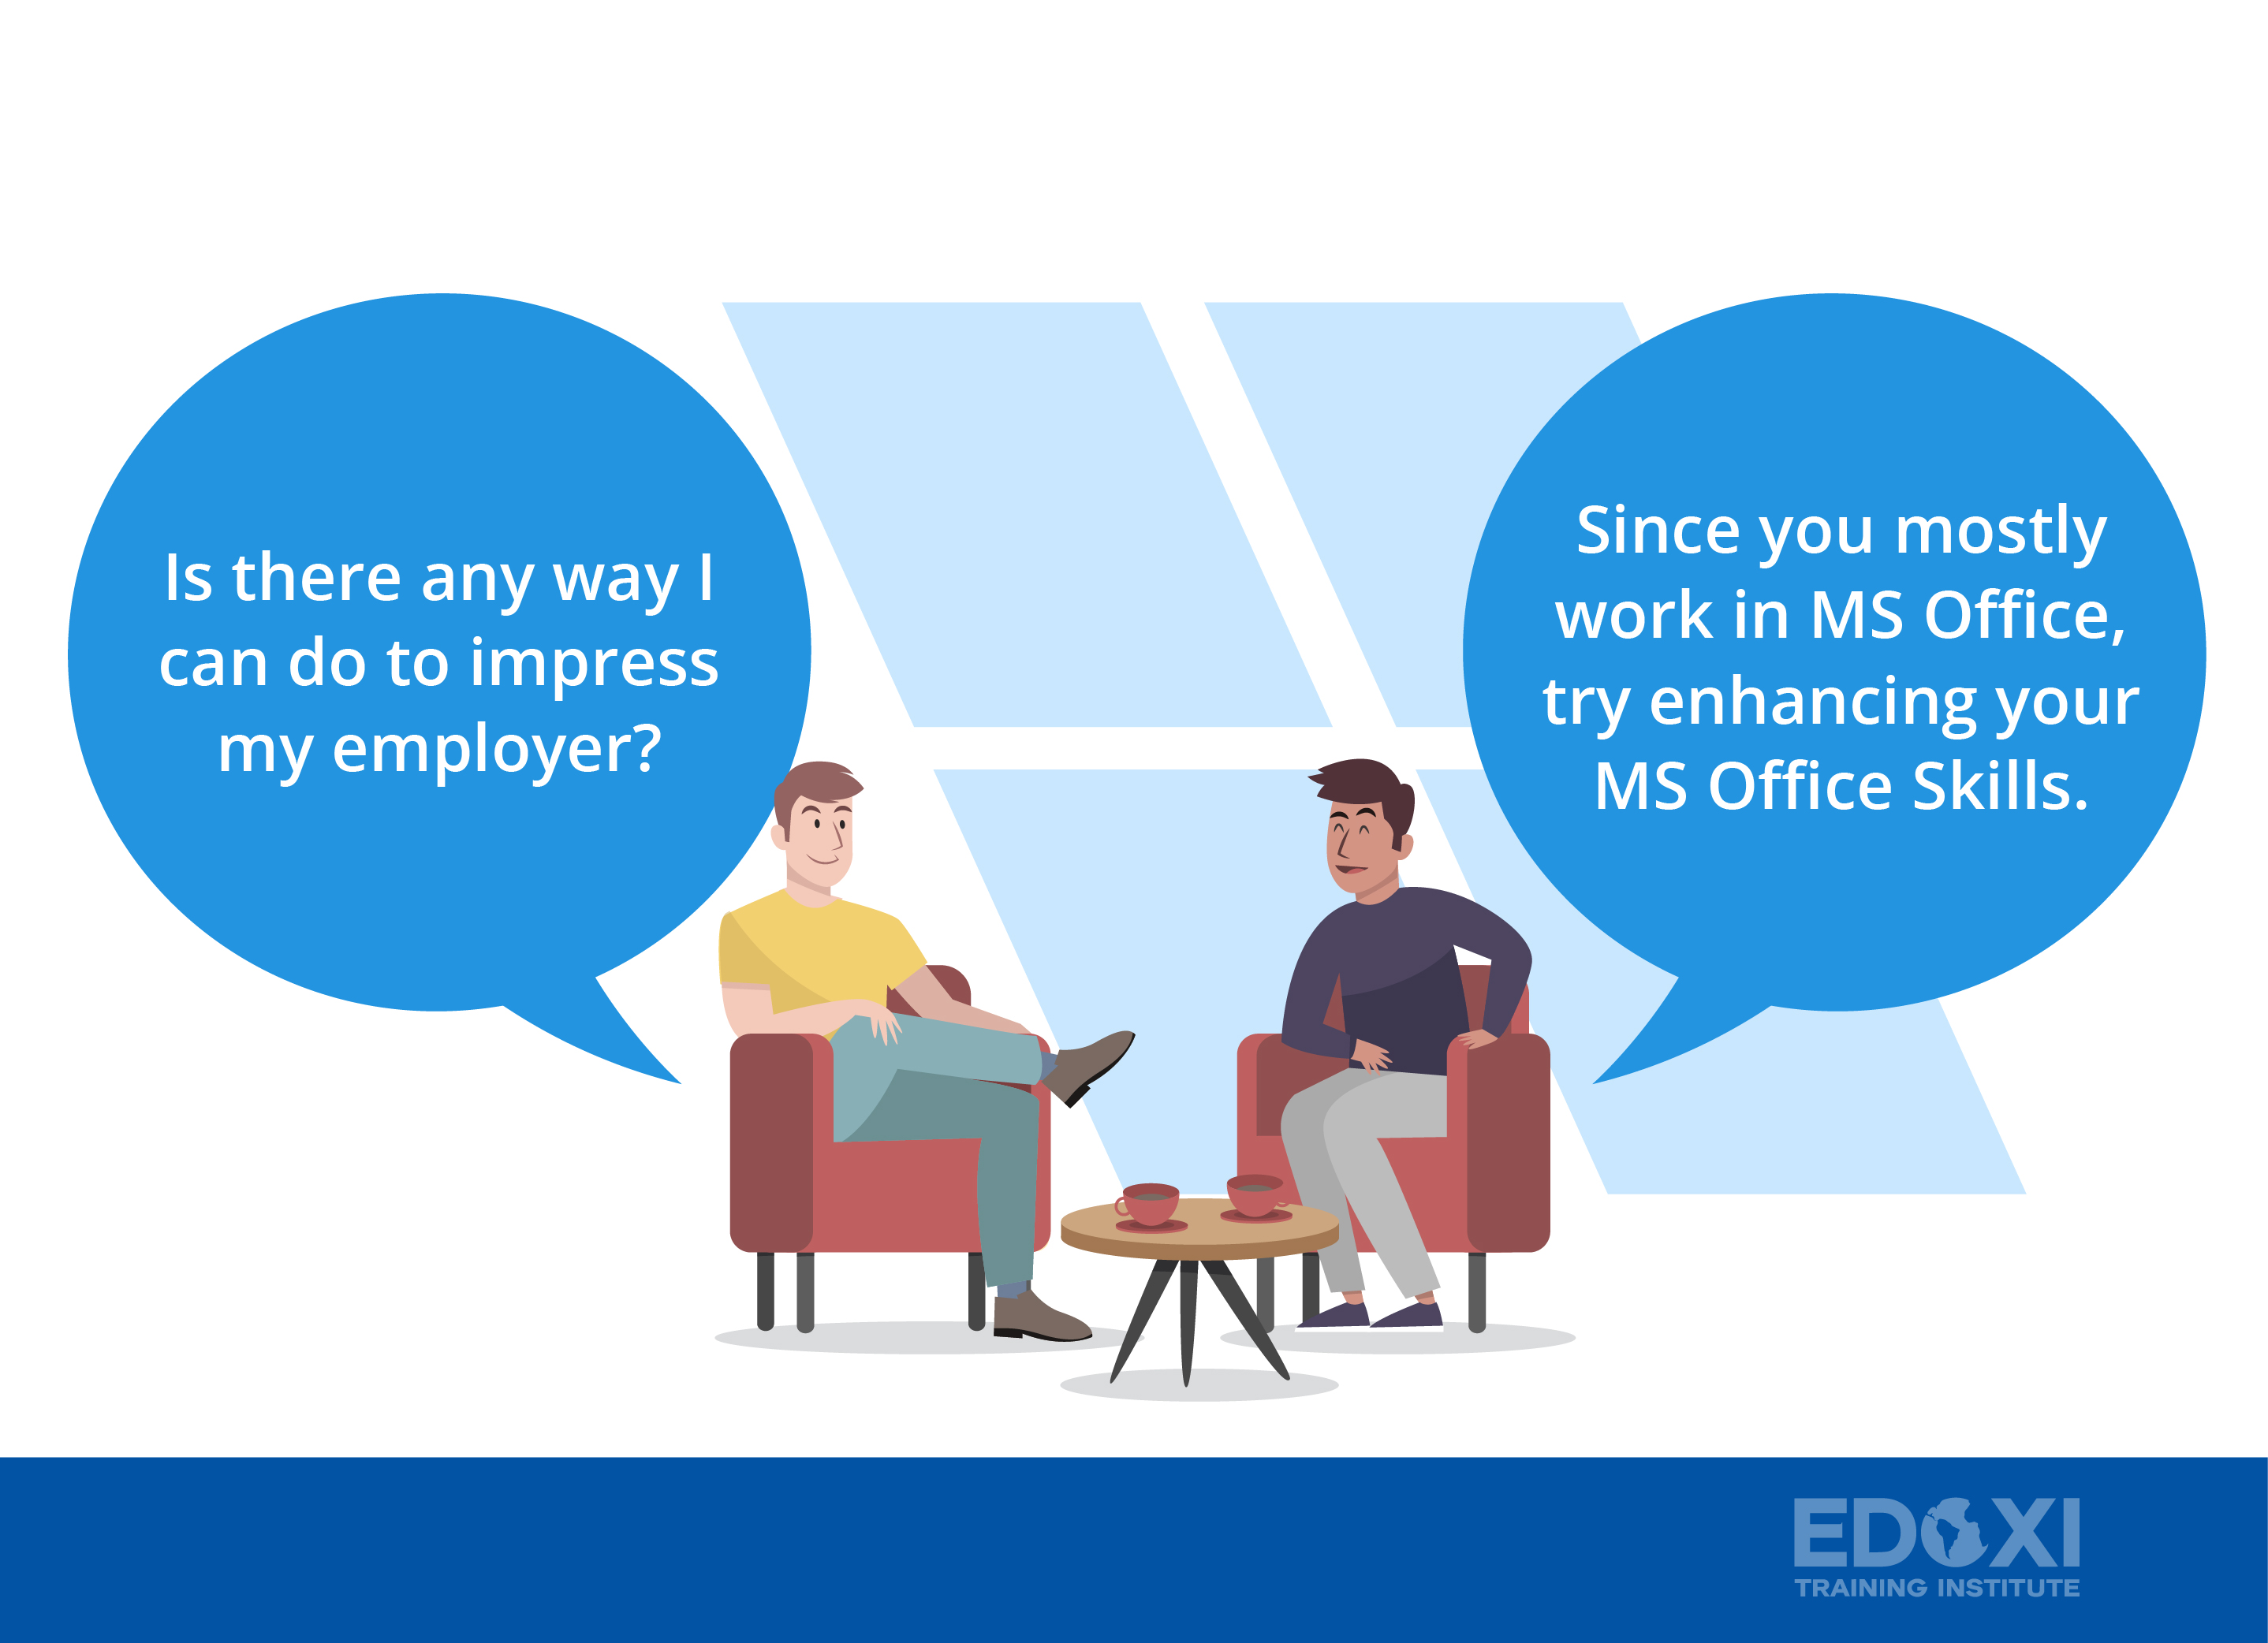 Is there any way I
can do to impress
my employer?
Since you mostly
work in MS Office,
try enhancing your
MS Office Skills.
EDOXI
TRAINING INSTITUTE